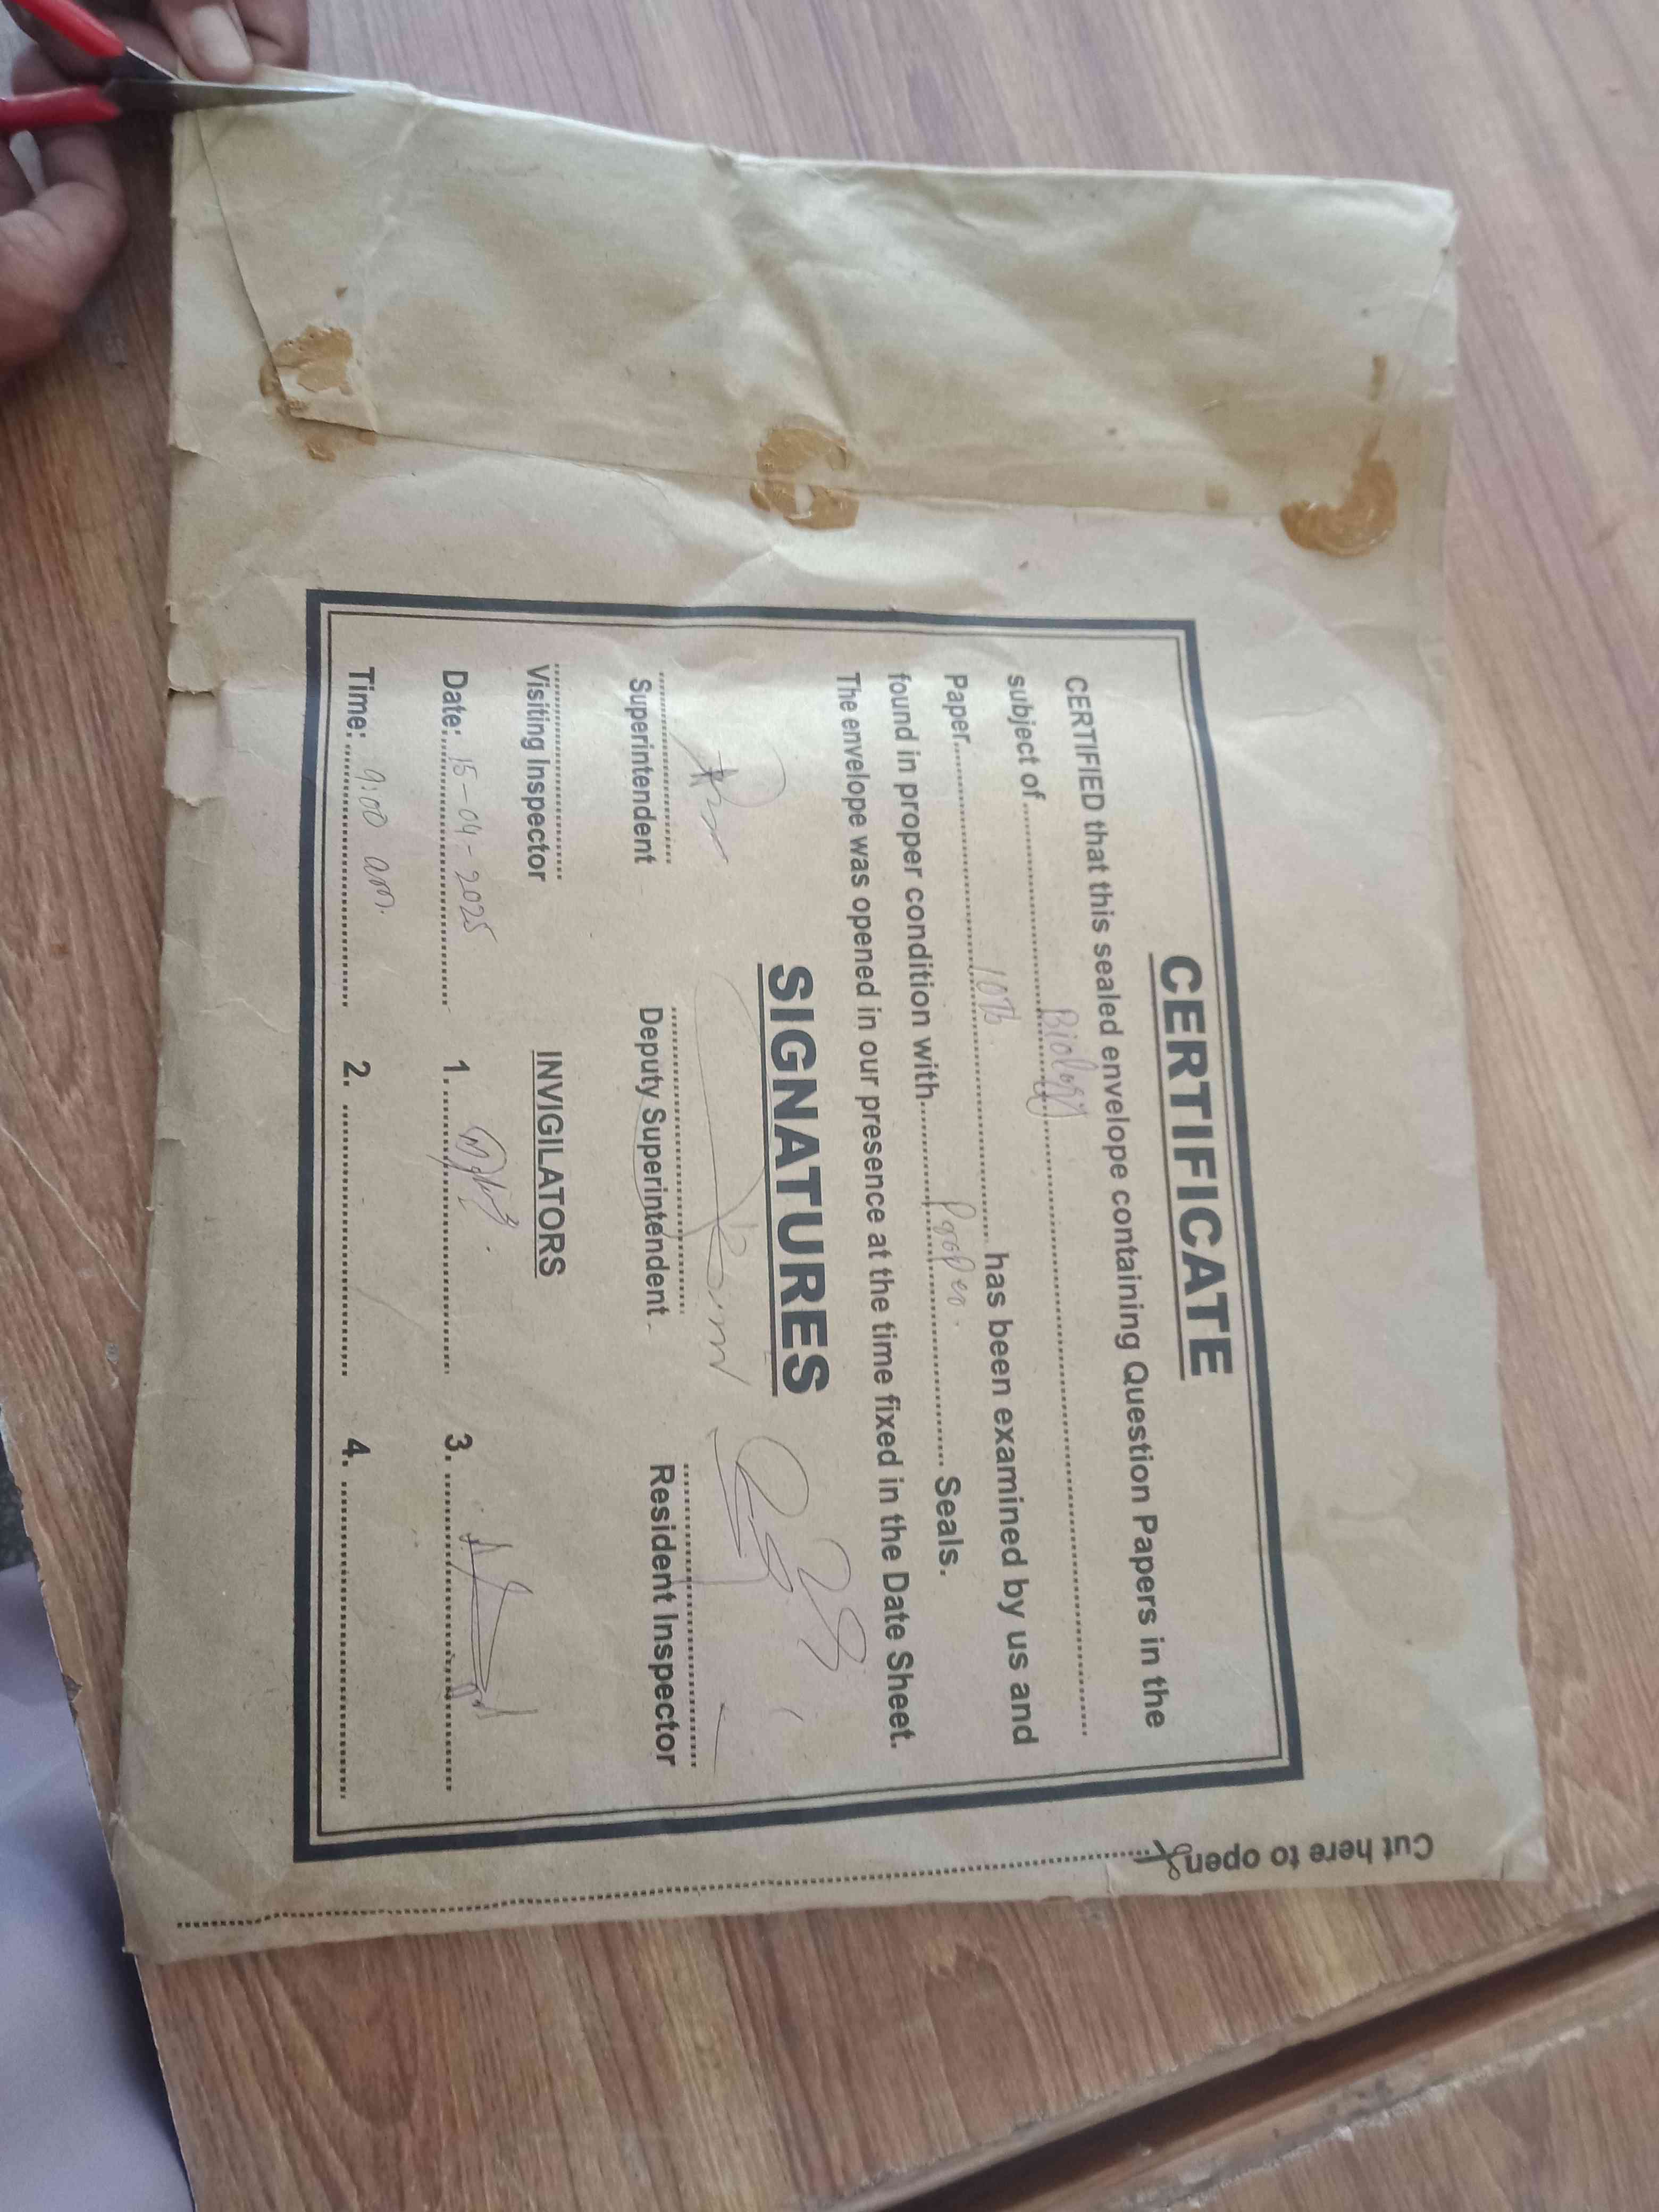 CERTIFICATE
CERTIFIED that this sealed envelope containing Question Papers in the
subject of Biology
Paper 10th has been examined by us and
found in proper condition with Proper. Seals.
The envelope was opened in our presence at the time fixed in the Date Sheet.
SIGNATURES
Superintendent Deputy Superintendent Resident Inspector
Visiting Inspector INVIGILATORS
Date: 15-04-2025 1. 3.
Time: 9:00 am. 2. 4.
Cut here to open